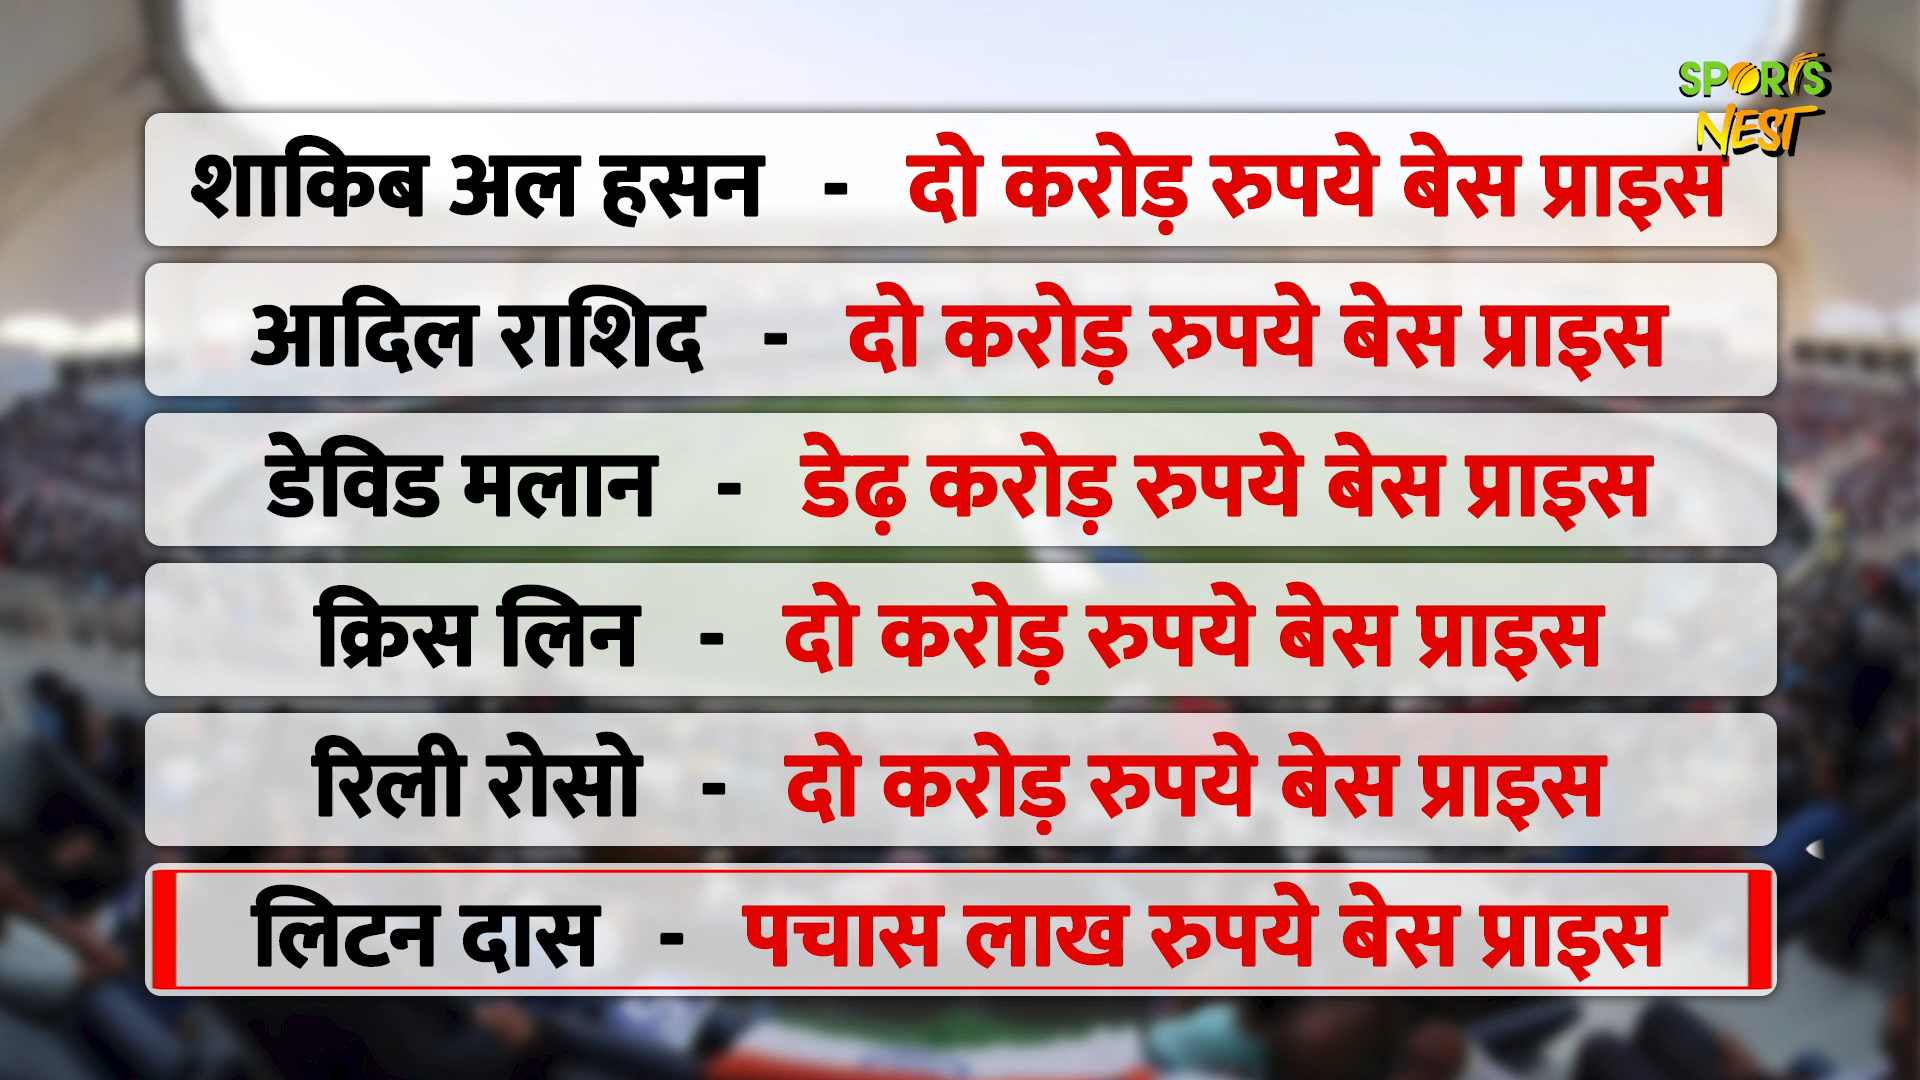 SPORTS
NEST
शाकिब अल हसन - दो करोड़ रुपये बेस प्राइस
आदिल राशिद - दो करोड़ रुपये बेस प्राइस
डेविड मलान - डेढ़ करोड़ रुपये बेस प्राइस
क्रिस लिन - दो करोड़ रुपये बेस प्राइस
रिली रोसो - दो करोड़ रुपये बेस प्राइस
लिटन दास - पचास लाख रुपये बेस प्राइस